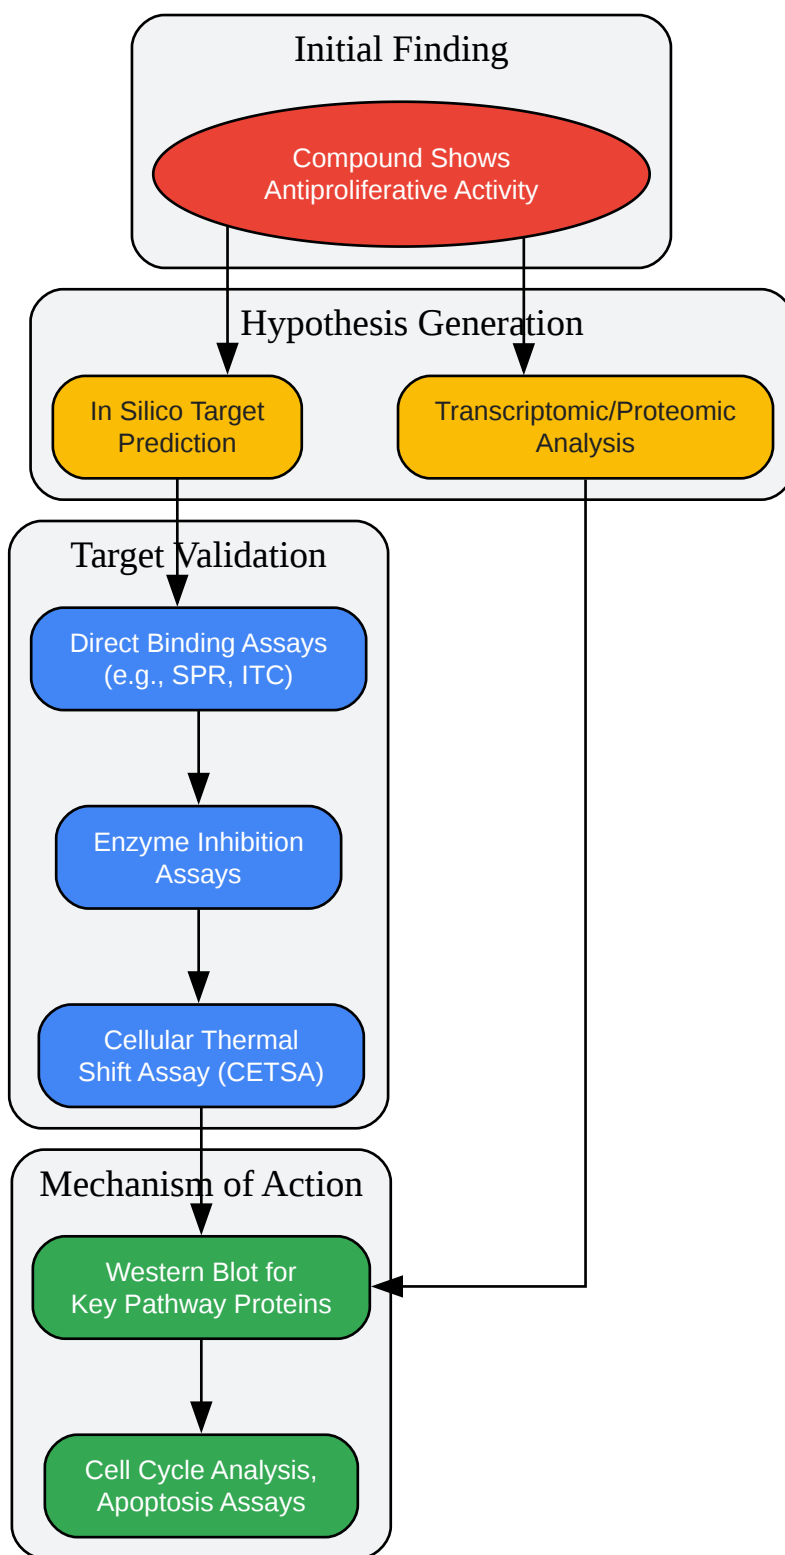 Initial Finding
Compound Shows
Antiproliferative Activity
Hypothesis Generation
In Silico Target
Prediction
Transcriptomic/Proteomic
Analysis
Target Validation
Direct Binding Assays
(e.g., SPR, ITC)
Enzyme Inhibition
Assays
Cellular Thermal
Shift Assay (CETSA)
Mechanism of Action
Western Blot for
Key Pathway Proteins
Cell Cycle Analysis,
Apoptosis Assays